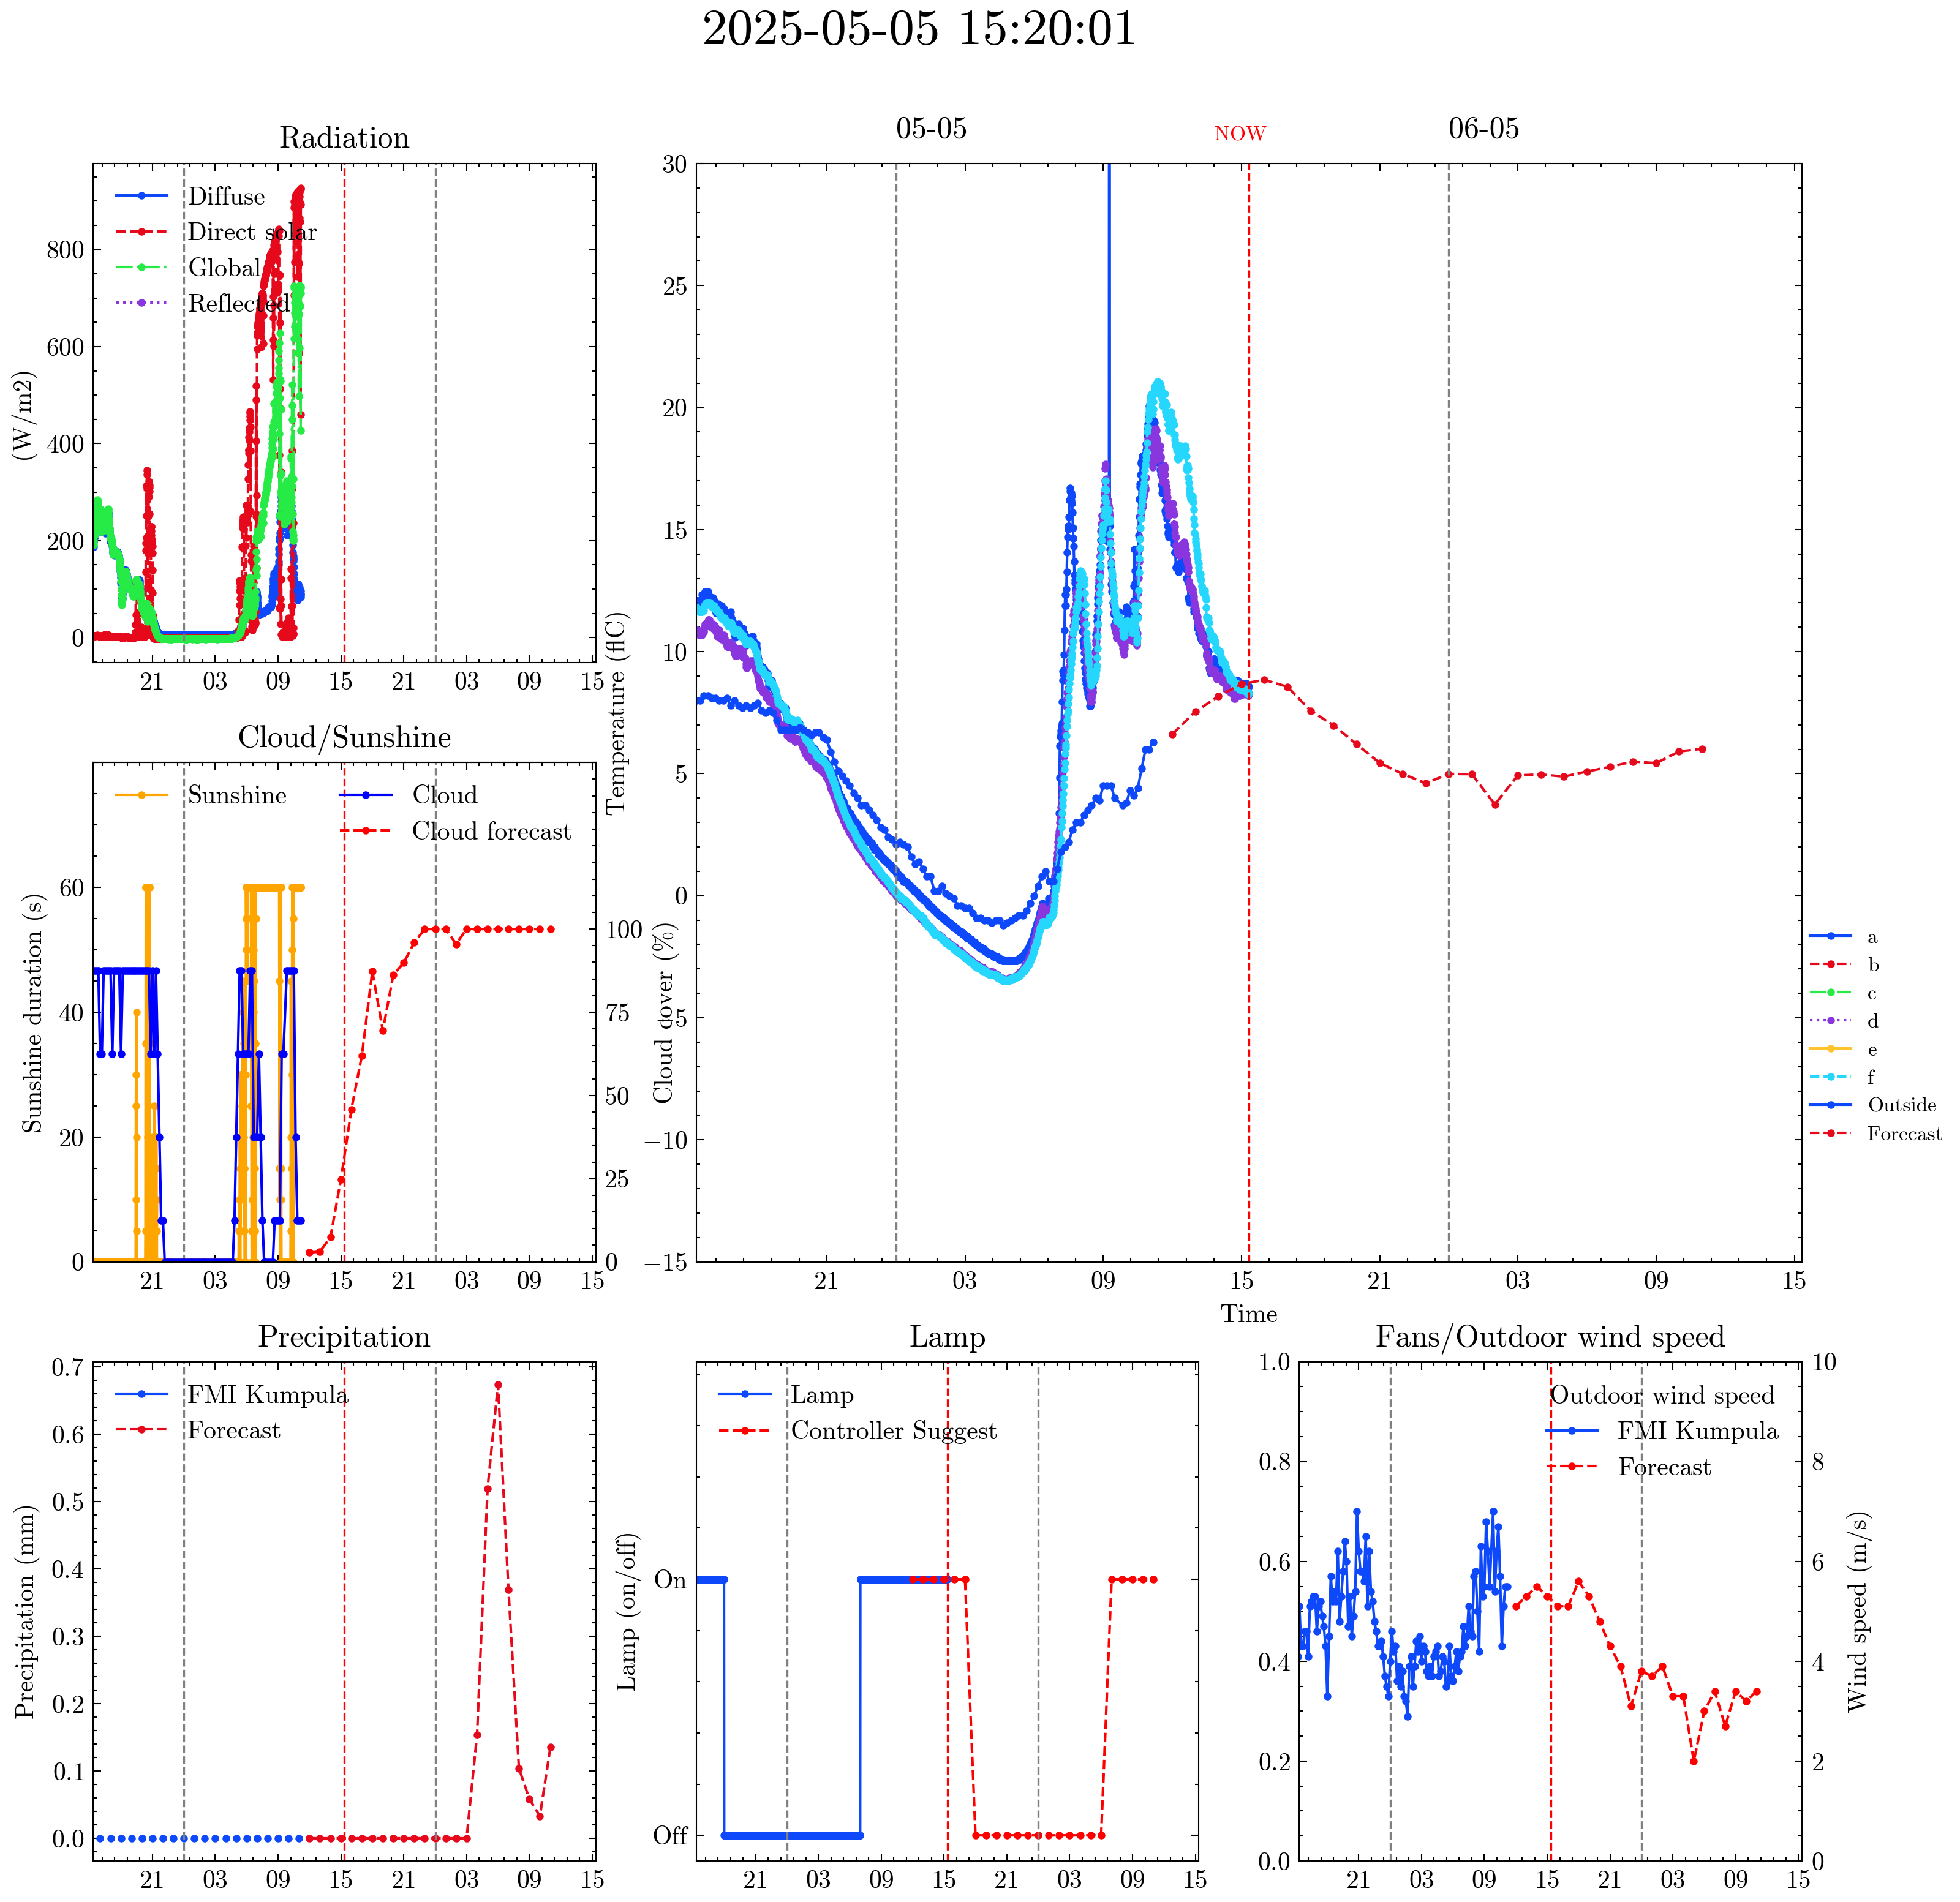 2025-05-05 15:20:01
Radiation
05-05
NOW
06-05
Diffuse
Direct solar
Global
Reflected
(W/m2)
800
600
400
200
0
21 03 09 15 21 03 09 15
Cloud/Sunshine
Sunshine
Cloud
Cloud forecast
Sunshine duration (s)
60
40
20
0
100
75
50
25
0
Cloud cover (%)
21 03 09 15 21 03 09 15
Temperature (flC)
30
25
20
15
10
5
0
−5
−10
−15
21 03 09 15 21 03 09 15
Time
a
b
c
d
e
f
Outside
Forecast
Precipitation
FMI Kumpula
Forecast
Precipitation (mm)
0.7
0.6
0.5
0.4
0.3
0.2
0.1
0.0
21 03 09 15 21 03 09 15
Lamp
Lamp
Controller Suggest
Lamp (on/off)
On
Off
21 03 09 15 21 03 09 15
Fans/Outdoor wind speed
Outdoor wind speed
FMI Kumpula
Forecast
1.0
0.8
0.6
0.4
0.2
0.0
10
8
6
4
2
0
Wind speed (m/s)
21 03 09 15 21 03 09 15